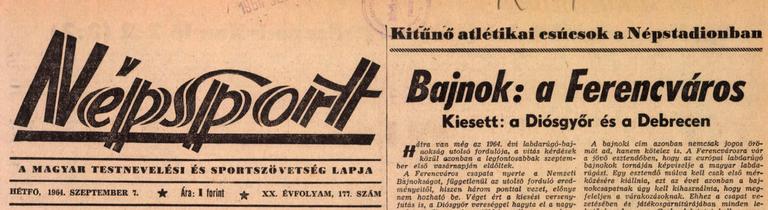 Kitűnő atlétikai csúcsok a Népstadionban
Népsport
A MAGYAR TESTNEVELÉSI ÉS SPORTSZÖVETSÉG LAPJA
HÉTFŐ, 1964. SZEPTEMBER 7. ★ Ára: 1 forint ★ XX. ÉVFOLYAM, 177. SZÁM
Bajnok: a Ferencváros
Kiesett: a Diósgyőr és a Debrecen
Hátra van még az 1964. évi labdarúgó-baj-
nokság utolsó fordulója, a vitás kérdések
közül azonban a legfontosabbak szeptem-
ber első vasárnapján eldőltek.
A Ferencváros csapata nyerte a Nemzeti
Bajnokságot, függetlenül az utolsó forduló ered-
ményeitől, hiszen három ponttal vezet, előnye
nem hozható be. Véget ért a kiesési verseny-
futás is, a Diósgyőr vereséggel hagyta el a nagy-
A bajnoki cím azonban nemcsak jogos örö-
möt ad, hanem kötelez is. A Ferencvárosra vár
a jövő esztendőben, hogy az európai labdarúgó
bajnokok tornáján képviselje a magyar labda-
rúgást. Egy esztendő múlva kell csak első mér-
kőzésére kiállnia, ezt az évet azonban a baj-
nokcsapatnak úgy kell kihasználnia, hogy meg-
feleljen a várakozásoknak. Ehhez a csapat ve-
zetésében és játékosgárdájában minden le-